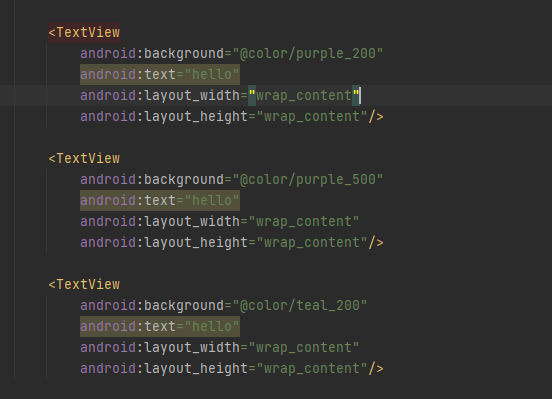 <TextView
android:background="@color/purple_200"
android:text="hello"
android:layout_width="wrap_content"
android:layout_height="wrap_content"/>
<TextView
android:background="@color/purple_500"
android:text="hello"
android:layout_width="wrap_content"
android:layout_height="wrap_content"/>
<TextView
android:background="@color/teal_200"
android:text="hello"
android:layout_width="wrap_content"
android:layout_height="wrap_content"/>